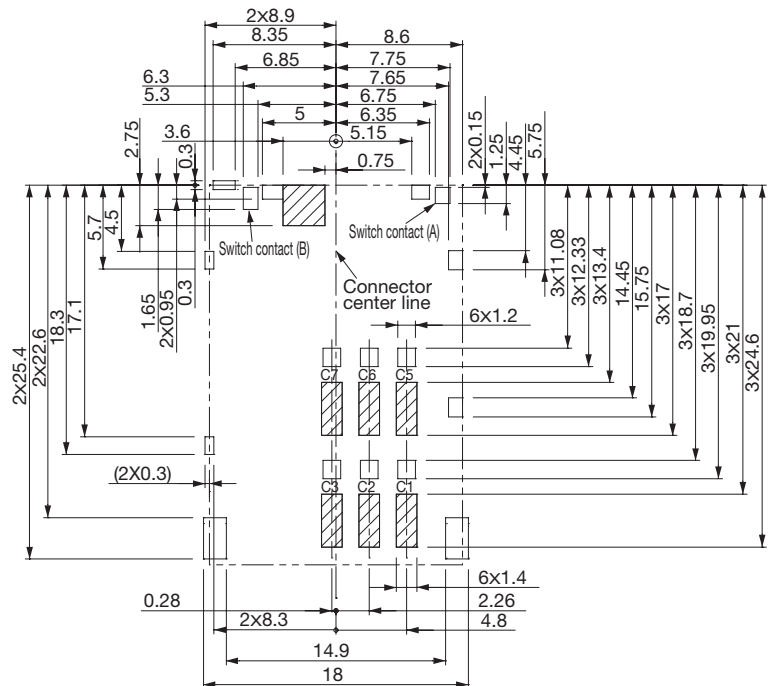 2X8.9
8.35 8.6
6.85 7.75
6.3 7.65
5.3 6.75
5 6.35
3.6 5.15
0.75
2.75
0.3
2X0.15
1.25
4.45
5.75
Switch contact (B)
Switch contact (A)
5.7
4.5
1.65
2X0.95
0.3
Connector
center line
6X1.2
3X11.08
3X12.33
3X13.4
14.45
15.75
3X17
3X18.7
3X19.95
3X21
3X24.6
2X25.4
2X22.6
18.3
17.1
C7 C6 C5
(2X0.3)
C3 C2 C1
6X1.4
0.28 2.26
2X8.3 4.8
14.9
18